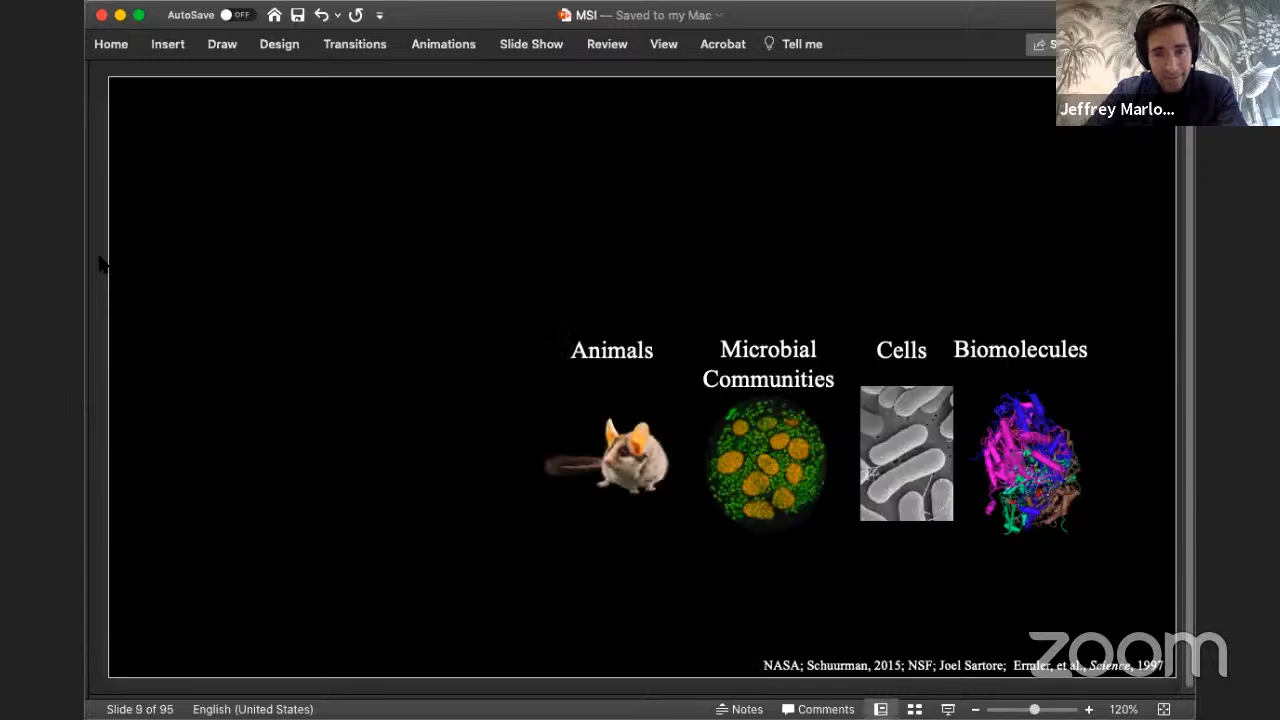 AutoSave OFF
MSI — Saved to my Mac
Home Insert Draw Design Transitions Animations Slide Show Review View Acrobat Tell me S
Jeffrey Marlo...
Animals
Microbial
Communities
Cells
Biomolecules
NASA; Schuurman, 2015; NSF; Joel Sartore; Ermler, et al., Science, 1997
zoom
Slide 9 of 95 English (United States) Notes Comments 120%